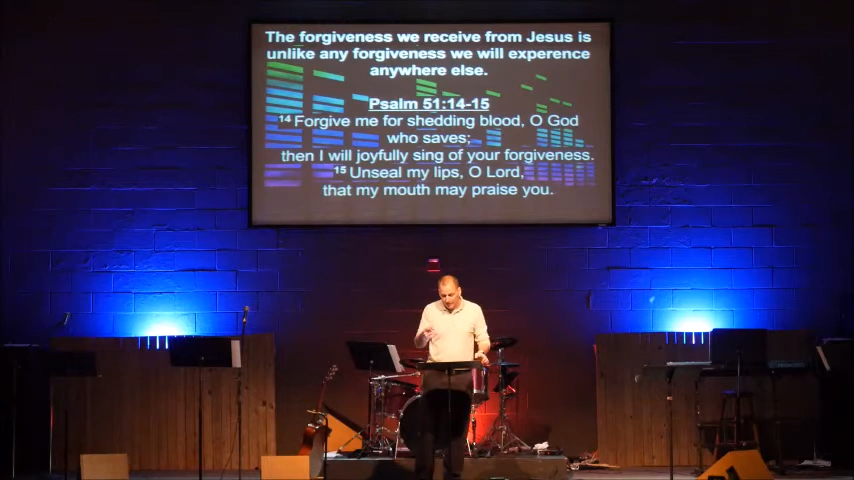 The forgiveness we receive from Jesus is
unlike any forgiveness we will experence
anywhere else.
Psalm 51:14-15
14 Forgive me for shedding blood, O God
who saves;
then I will joyfully sing of your forgiveness.
15 Unseal my lips, O Lord,
that my mouth may praise you.